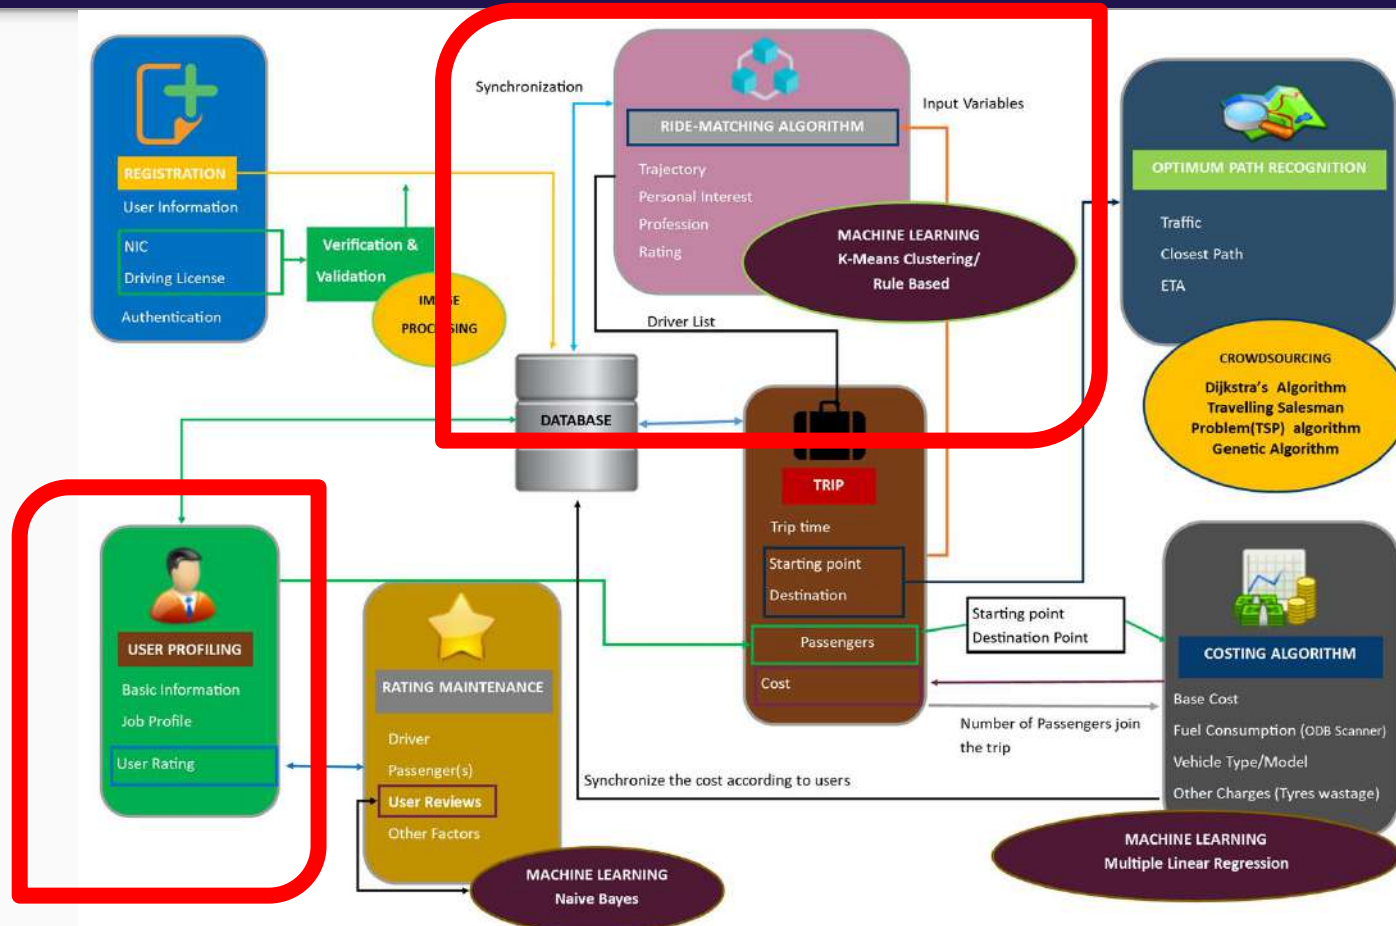 Synchronization
Input Variables
RIDE-MATCHING ALGORITHM
Trajectory
Personal Interest
Profession
Rating
MACHINE LEARNING
K-Means Clustering/
Rule Based
REGISTRATION
User Information
NIC
Driving License
Authentication
Verification &
Validation
IMAGE
PROCESSING
OPTIMUM PATH RECOGNITION
Traffic
Closest Path
ETA
CROWDSOURCING
Dijkstra's Algorithm
Travelling Salesman
Problem(TSP) algorithm
Genetic Algorithm
Driver List
DATABASE
TRIP
Trip time
Starting point
Destination
Passengers
Cost
Starting point
Destination Point
Number of Passengers join
the trip
COSTING ALGORITHM
Base Cost
Fuel Consumption (ODB Scanner)
Vehicle Type/Model
Other Charges (Tyres wastage)
MACHINE LEARNING
Multiple Linear Regression
USER PROFILING
Basic Information
Job Profile
User Rating
RATING MAINTENANCE
Driver
Passenger(s)
User Reviews
Other Factors
MACHINE LEARNING
Naive Bayes
Synchronize the cost according to users